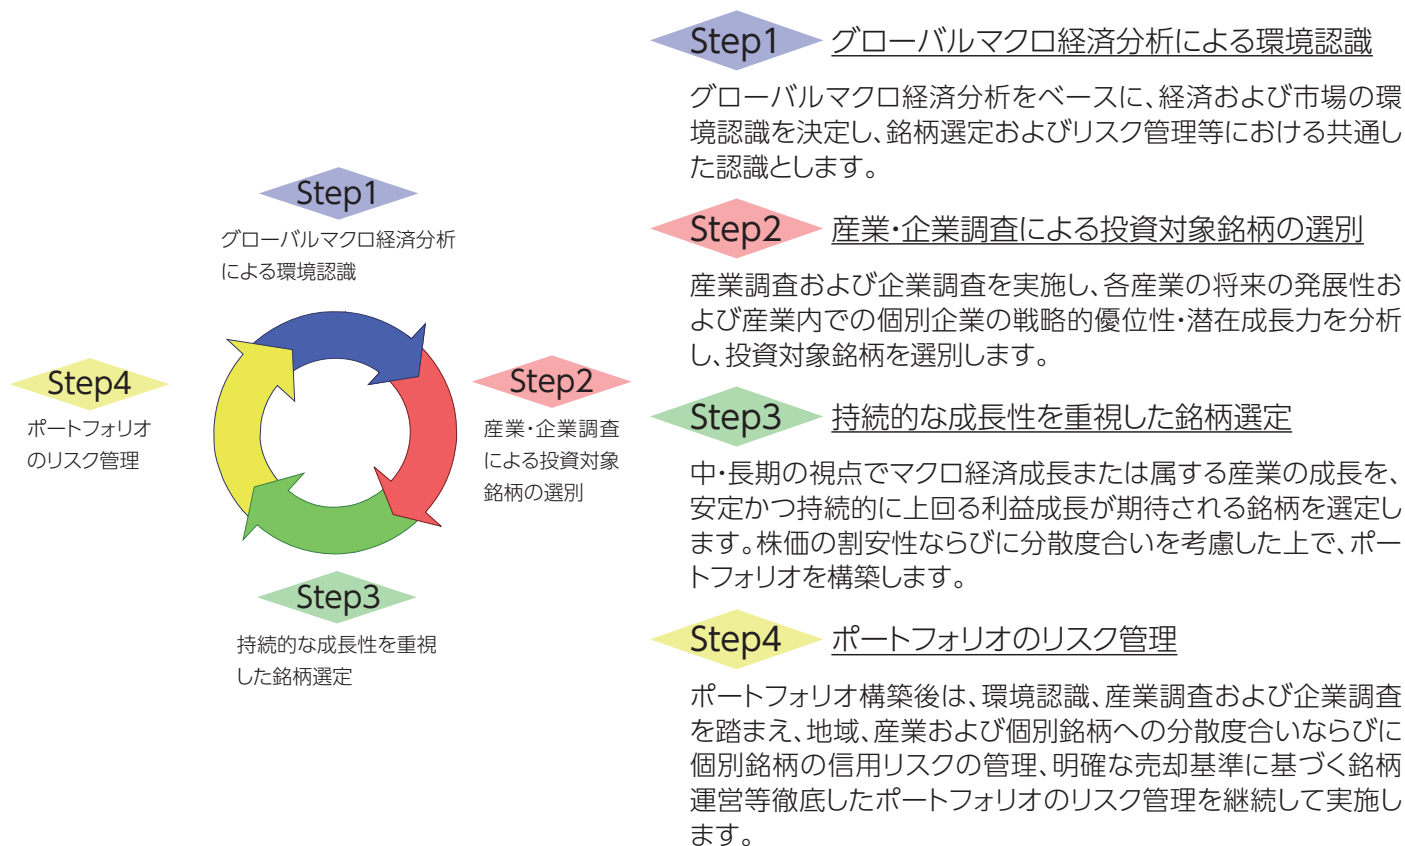 Step1
グローバルマクロ経済分析
による環境認識
Step2
産業・企業調査
による投資対象
銘柄の選別
Step3
持続的な成長性を重視
した銘柄選定
Step4
ポートフォリオ
のリスク管理
Step1 グローバルマクロ経済分析による環境認識
グローバルマクロ経済分析をベースに、経済および市場の環
境認識を決定し、銘柄選定およびリスク管理等における共通し
た認識とします。
Step2 産業・企業調査による投資対象銘柄の選別
産業調査および企業調査を実施し、各産業の将来の発展性お
よび産業内での個別企業の戦略的優位性・潜在成長力を分析
し、投資対象銘柄を選別します。
Step3 持続的な成長性を重視した銘柄選定
中・長期の視点でマクロ経済成長または属する産業の成長を、
安定かつ持続的に上回る利益成長が期待される銘柄を選定し
ます。株価の割安性ならびに分散度合いを考慮した上で、ポー
トフォリオを構築します。
Step4 ポートフォリオのリスク管理
ポートフォリオ構築後は、環境認識、産業調査および企業調査
を踏まえ、地域、産業および個別銘柄への分散度合いならびに
個別銘柄の信用リスクの管理、明確な売却基準に基づく銘柄
運営等徹底したポートフォリオのリスク管理を継続して実施し
ます。